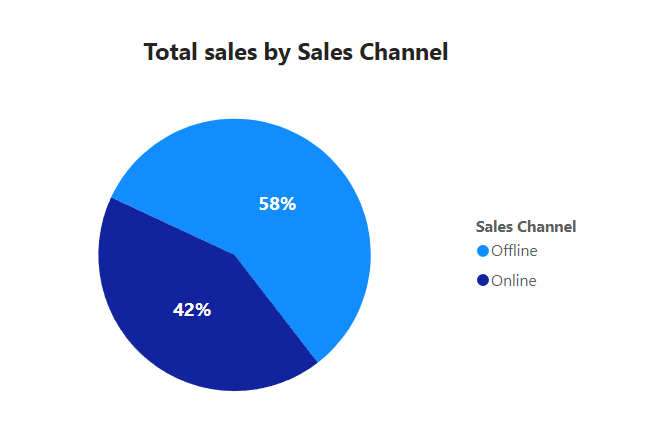 Total sales by Sales Channel
58%
42%
Sales Channel
Offline
Online